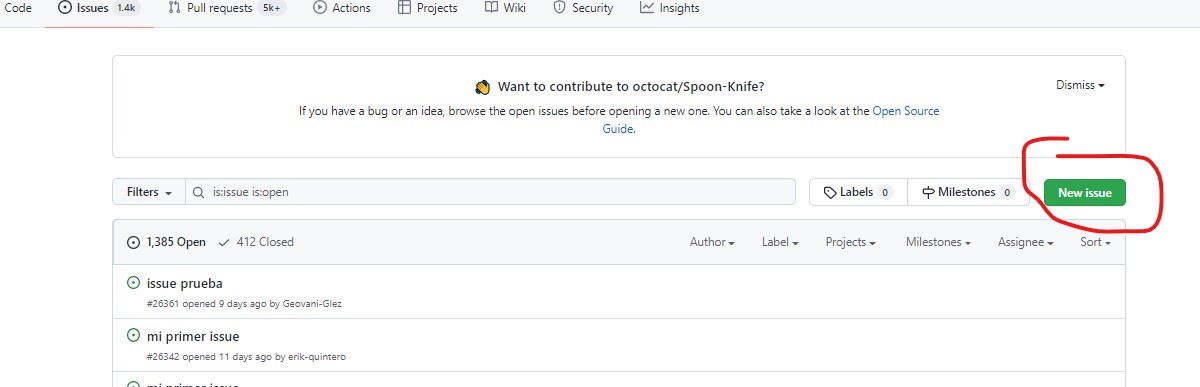 Code Issues 1.4k Pull requests 5k+ Actions Projects Wiki Security Insights
Want to contribute to octocat/Spoon-Knife?
Dismiss
If you have a bug or an idea, browse the open issues before opening a new one. You can also take a look at the Open Source
Guide.
Filters is:issue is:open Labels 0 Milestones 0 New issue
1,385 Open 412 Closed Author Label Projects Milestones Assignee Sort
issue prueba
#26361 opened 9 days ago by Geovani-Glez
mi primer issue
#26342 opened 11 days ago by erik-quintero
mi primer issue